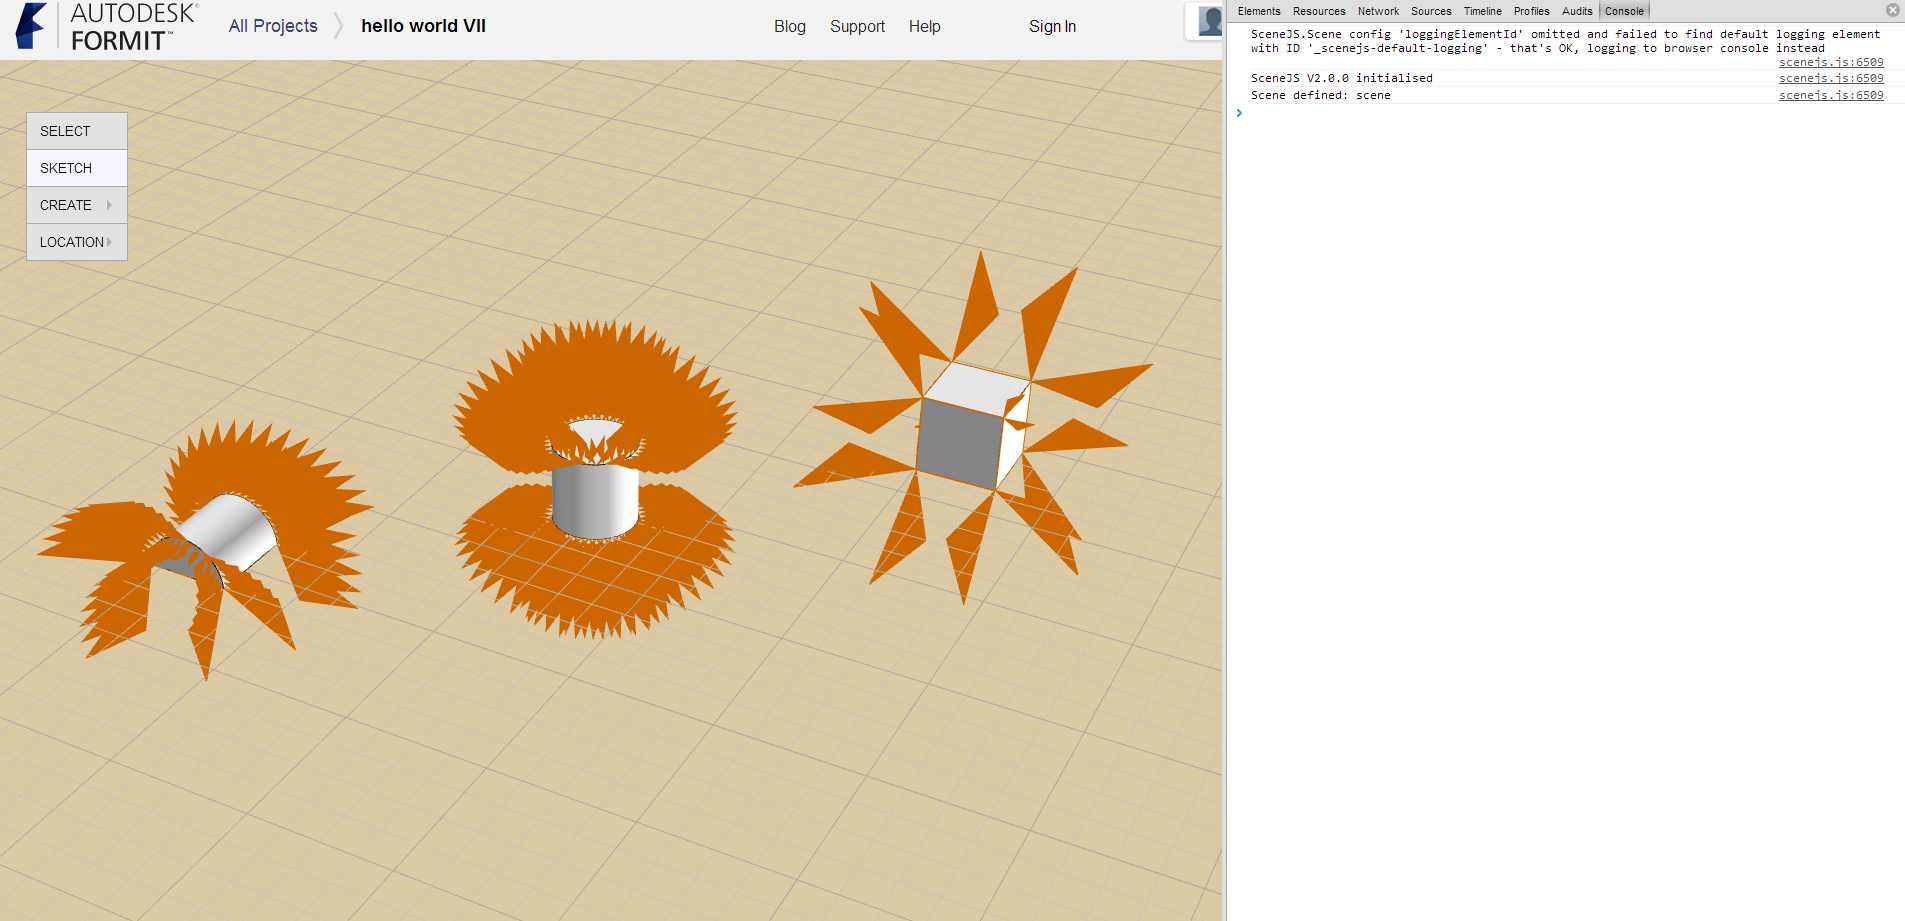 AUTODESK®
FORMIT™
All Projects
hello world VII
Blog Support Help Sign In
SELECT
SKETCH
CREATE
LOCATION
Elements Resources Network Sources Timeline Profiles Audits Console
SceneJS.Scene config 'loggingElementId' omitted and failed to find default logging element
with ID '_scenejs-default-logging' - that's OK, logging to browser console instead
scenejs.js:6509
SceneJS V2.0.0 initialised scenejs.js:6509
Scene defined: scene scenejs.js:6509